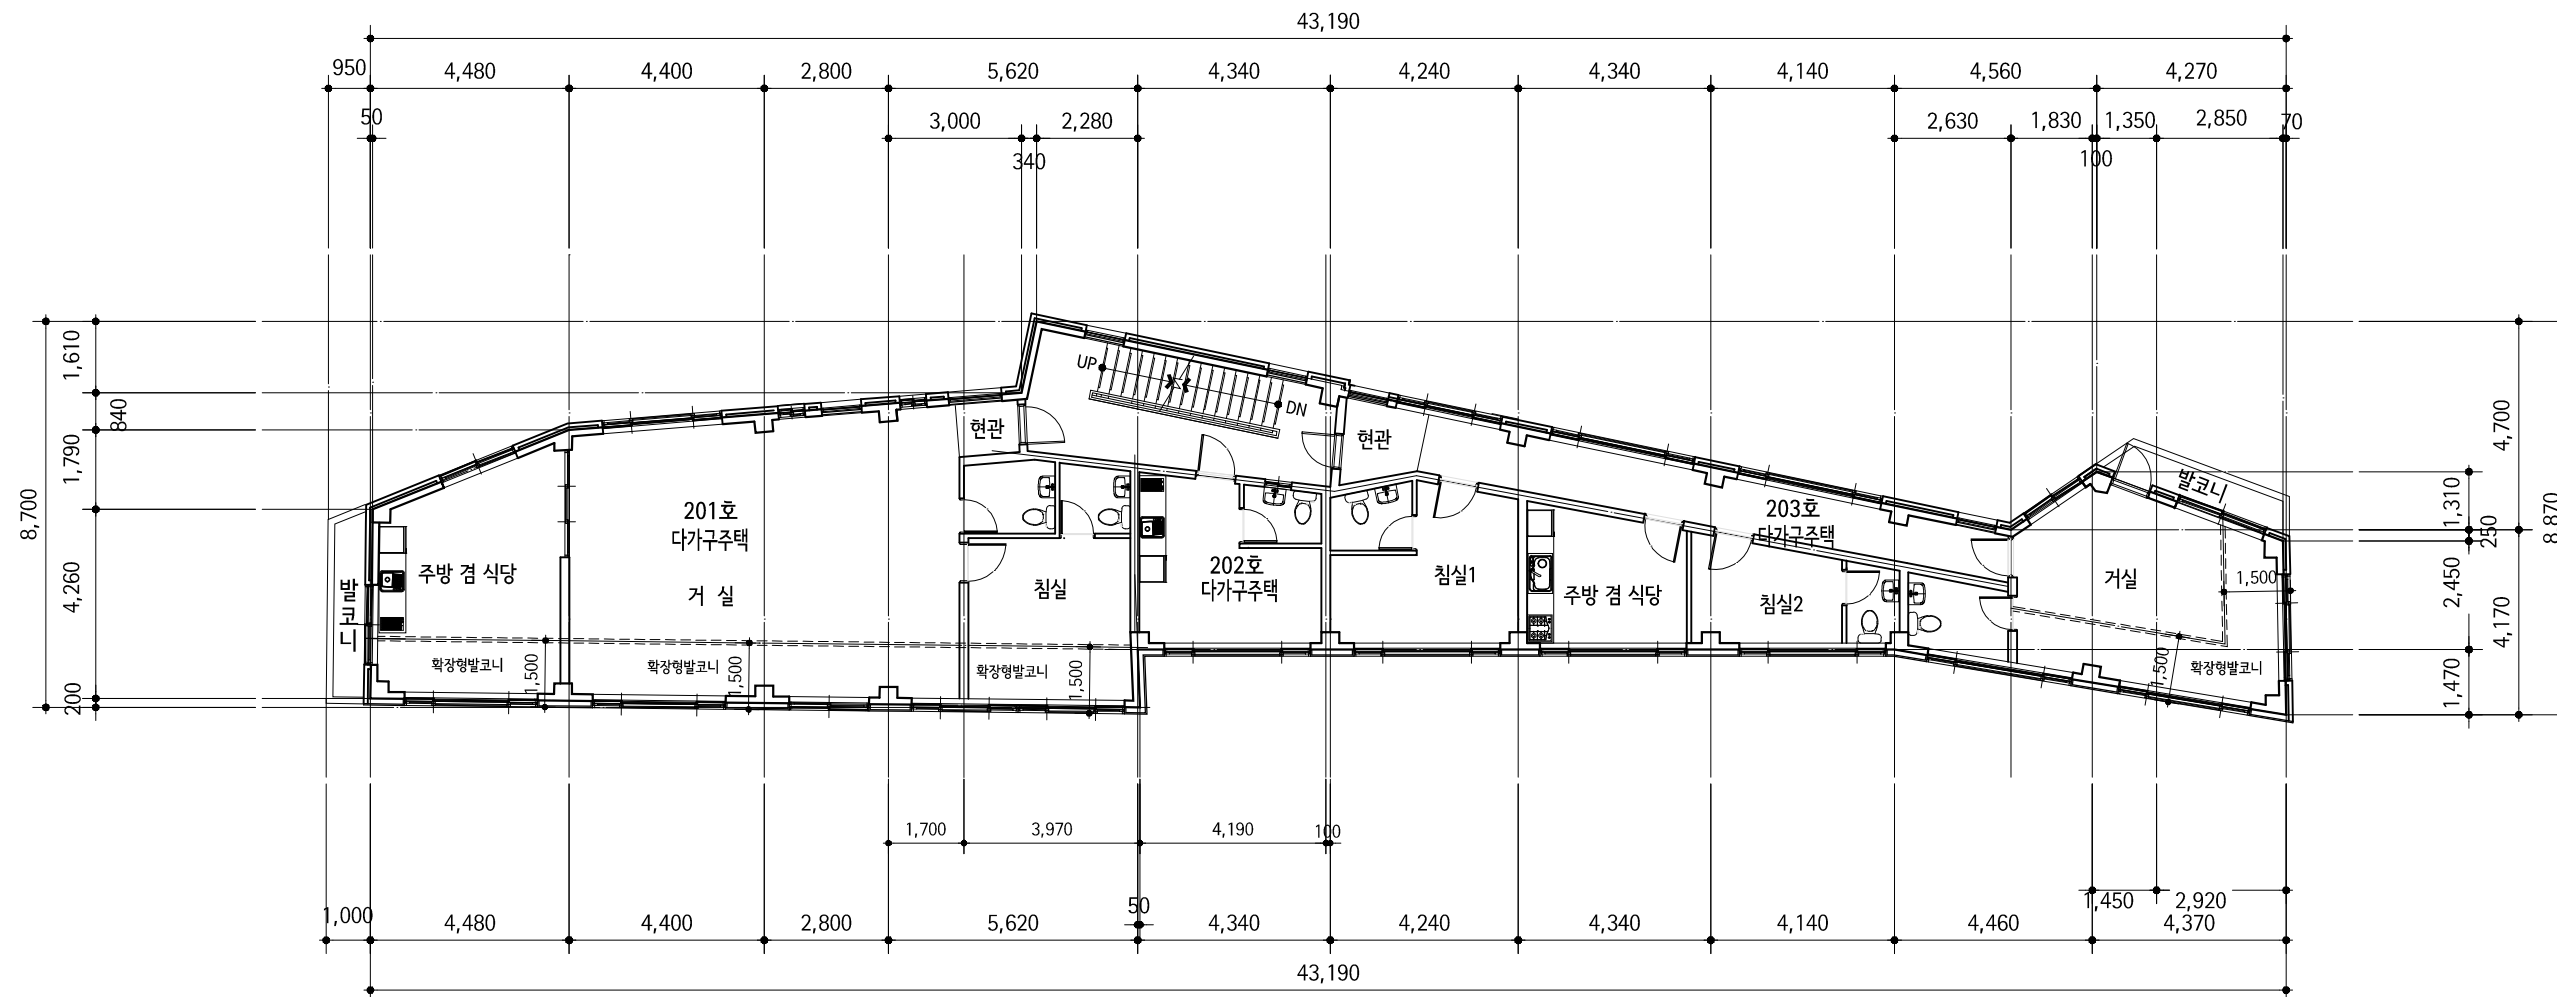 43,190
950
4,480
4,400
2,800
5,620
4,340
4,240
4,340
4,140
4,560
4,270
50
3,000
2,280
340
2,630
1,830
1,350
2,850
70
100
8,700
1,610
840
1,790
4,260
200
UP
DN
현관
현관
201호
다가구주택
거 실
주방 겸 식당
발코니
침실
확장형발코니
확장형발코니
확장형발코니
1,500
1,500
1,500
202호
다가구주택
침실1
주방 겸 식당
203호
다가구주택
침실2
거실
발코니
1,500
1,500
확장형발코니
4,700
1,310
250
8,870
2,450
4,170
1,470
1,700
3,970
4,190
100
1,450
2,920
1,000
4,480
4,400
2,800
5,620
50
4,340
4,240
4,340
4,140
4,460
4,370
43,190